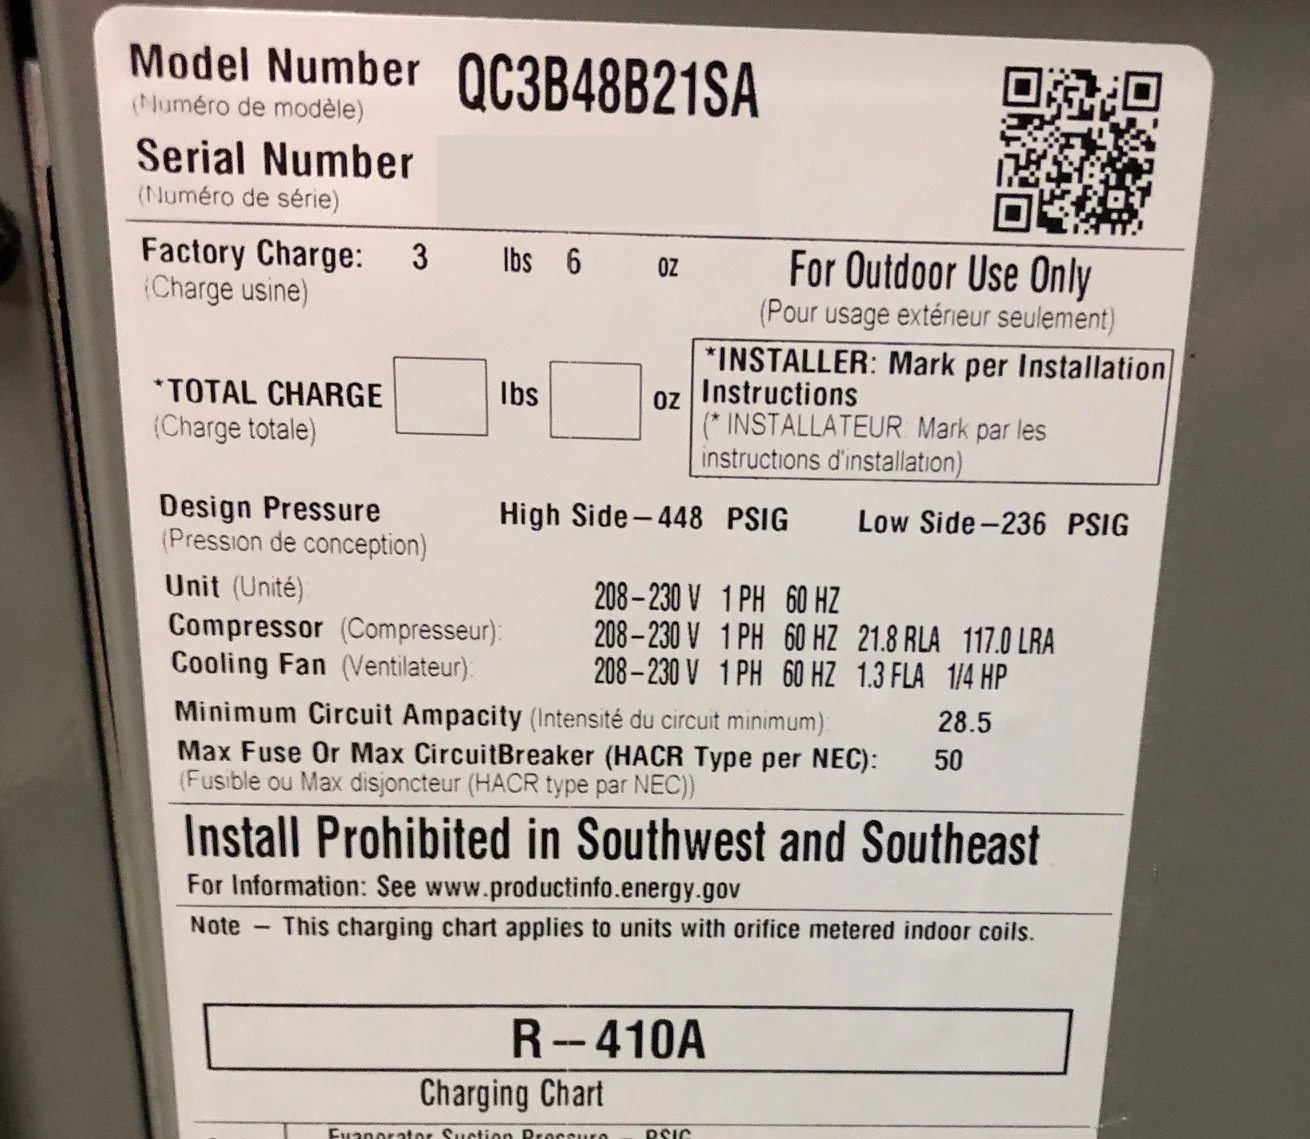 Model Number QC3B48B21SA
(Numéro de modèle)
Serial Number
(Numéro de série)
Factory Charge: 3 lbs 6 oz
(Charge usine)
For Outdoor Use Only
(Pour usage extérieur seulement)
*TOTAL CHARGE lbs oz
(Charge totale)
*INSTALLER: Mark per Installation
Instructions
(* INSTALLATEUR: Mark par les
instructions d'installation)
Design Pressure High Side–448 PSIG Low Side–236 PSIG
(Pression de conception)
Unit (Unité): 208–230 V 1 PH 60 HZ
Compressor (Compresseur): 208–230 V 1 PH 60 HZ 21.8 RLA 117.0 LRA
Cooling Fan (Ventilateur): 208–230 V 1 PH 60 HZ 1.3 FLA 1/4 HP
Minimum Circuit Ampacity (Intensité du circuit minimum): 28.5
Max Fuse Or Max CircuitBreaker (HACR Type per NEC): 50
(Fusible ou Max disjoncteur (HACR type par NEC))
Install Prohibited in Southwest and Southeast
For Information: See www.productinfo.energy.gov
Note – This charging chart applies to units with orifice metered indoor coils.
R–410A
Charging Chart
Evaporator Suction Pressure – PSIG